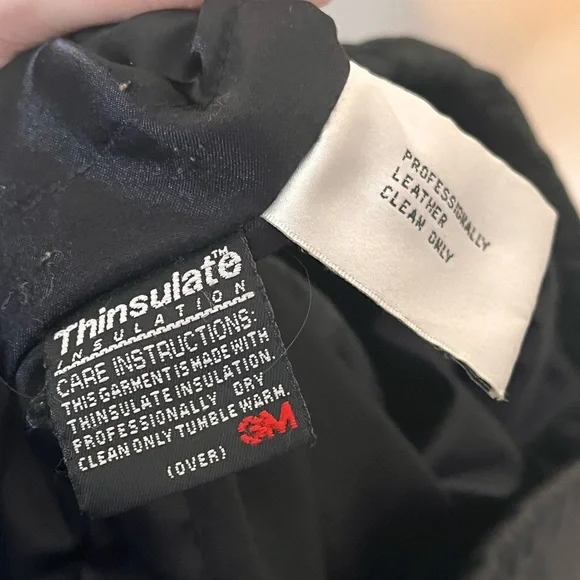 Thinsulate™
INSULATION
CARE INSTRUCTIONS:
THIS GARMENT IS MADE WITH
THINSULATE INSULATION.
PROFESSIONALLY DRY
CLEAN ONLY TUMBLE WARM.
3M
(OVER)
PROFESSIONALLY
LEATHER
CLEAN ONLY